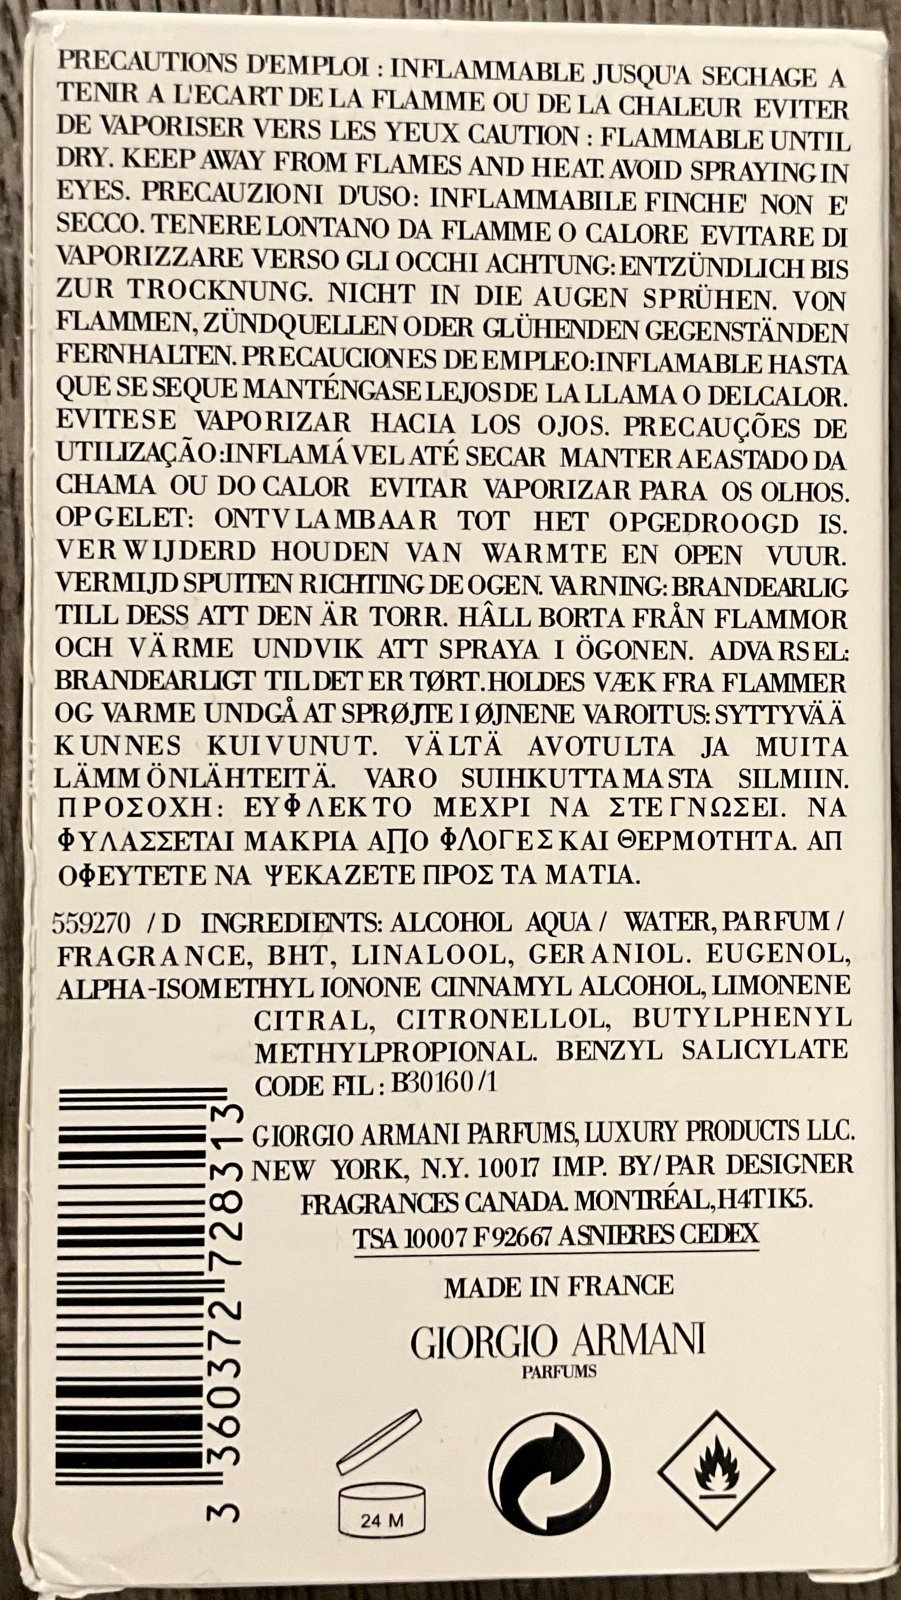 PRECAUTIONS D'EMPLOI : INFLAMMABLE JUSQU'A SECHAGE A
TENIR A L'ECART DE LA FLAMME OU DE LA CHALEUR EVITER
DE VAPORISER VERS LES YEUX CAUTION : FLAMMABLE UNTIL
DRY. KEEP AWAY FROM FLAMES AND HEAT. AVOID SPRAYING IN
EYES. PRECAUZIONI D'USO: INFLAMMABILE FINCHE' NON E'
SECCO. TENERE LONTANO DA FLAMME O CALORE EVITARE DI
VAPORIZZARE VERSO GLI OCCHI ACHTUNG: ENTZÜNDLICH BIS
ZUR TROCKNUNG. NICHT IN DIE AUGEN SPRÜHEN. VON
FLAMMEN, ZÜNDQUELLEN ODER GLÜHENDEN GEGENSTÄNDEN
FERNHALTEN. PRECAUCIONES DE EMPLEO:INFLAMABLE HASTA
QUE SE SEQUE MANTÉNGASE LEJOS DE LA LLAMA O DELCALOR.
EVITESE VAPORIZAR HACIA LOS OJOS. PRECAUÇÕES DE
UTILIZAÇÃO:INFLAMÁVEL ATÉ SECAR MANTER AEASTADO DA
CHAMA OU DO CALOR EVITAR VAPORIZAR PARA OS OLHOS.
OPGELET: ONTVLAMBAAR TOT HET OPGEDROOGD IS.
VERWIJDERD HOUDEN VAN WARMTE EN OPEN VUUR.
VERMIJD SPUITEN RICHTING DE OGEN. VARNING: BRANDEARLIG
TILL DESS ATT DEN ÄR TORR. HÂLL BORTA FRÅN FLAMMOR
OCH VÄRME UNDVIK ATT SPRAYA I ÖGONEN. ADVARSEL:
BRANDEARLIGT TIL DET ER TØRT. HOLDES VÆK FRA FLAMMER
OG VARME UNDGÅ AT SPRØJTE I ØJNENE VAROITUS: SYTTYVÄÄ
KUNNES KUIVUNUT. VÄLTÄ AVOTULTA JA MUITA
LÄMMÖNLÄHTEITÄ. VARO SUIHKUTTAMASTA SILMIIN.
ΠΡΟΣΟΧΗ: ΕΥΦΛΕΚΤΟ ΜΕΧΡΙ ΝΑ ΣΤΕΓΝΩΣΕΙ. ΝΑ
ΦΥΛΑΣΣΕΤΑΙ ΜΑΚΡΙΑ ΑΠΟ ΦΛΟΓΕΣ ΚΑΙ ΘΕΡΜΟΤΗΤΑ. ΑΠ
ΟΦΕΥΤΕΤΕ ΝΑ ΨΕΚΑΖΕΤΕ ΠΡΟΣ ΤΑ ΜΑΤΙΑ.
559270 / D INGREDIENTS: ALCOHOL AQUA / WATER, PARFUM /
FRAGRANCE, BHT, LINALOOL, GERANIOL. EUGENOL,
ALPHA-ISOMETHYL IONONE CINNAMYL ALCOHOL, LIMONENE
CITRAL, CITRONELLOL, BUTYLPHENYL
METHYLPROPIONAL. BENZYL SALICYLATE
CODE FIL : B30160/1
GIORGIO ARMANI PARFUMS, LUXURY PRODUCTS LLC.
NEW YORK, N.Y. 10017 IMP. BY/PAR DESIGNER
FRAGRANCES CANADA. MONTRÉAL, H4T1K5.
TSA 10007 F 92667 ASNIERES CEDEX
MADE IN FRANCE
GIORGIO ARMANI
PARFUMS
24 M
3 360372 728313